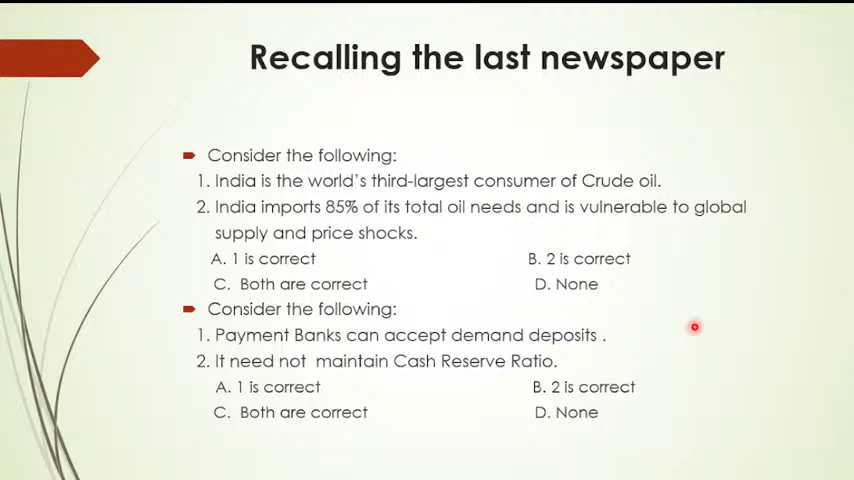 Recalling the last newspaper
Consider the following:
1. India is the world's third-largest consumer of Crude oil.
2. India imports 85% of its total oil needs and is vulnerable to global
supply and price shocks.
A. 1 is correct B. 2 is correct
C. Both are correct D. None
Consider the following:
1. Payment Banks can accept demand deposits .
2. It need not maintain Cash Reserve Ratio.
A. 1 is correct B. 2 is correct
C. Both are correct D. None